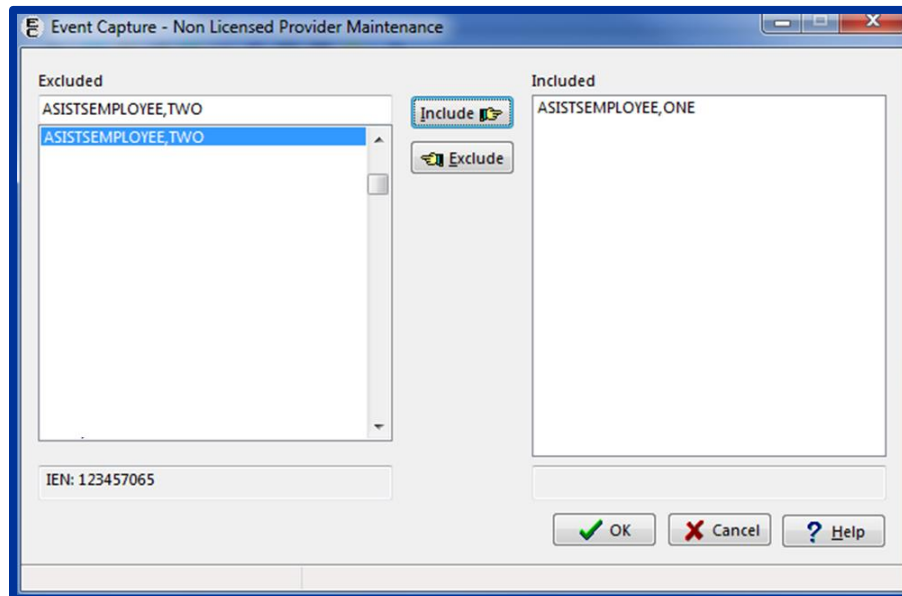 Event Capture - Non Licensed Provider Maintenance
Excluded
ASISTSEMPLOYEE,TWO
ASISTSEMPLOYEE,TWO
IEN: 123457065
Include
Exclude
Included
ASISTSEMPLOYEE,ONE
OK
Cancel
Help